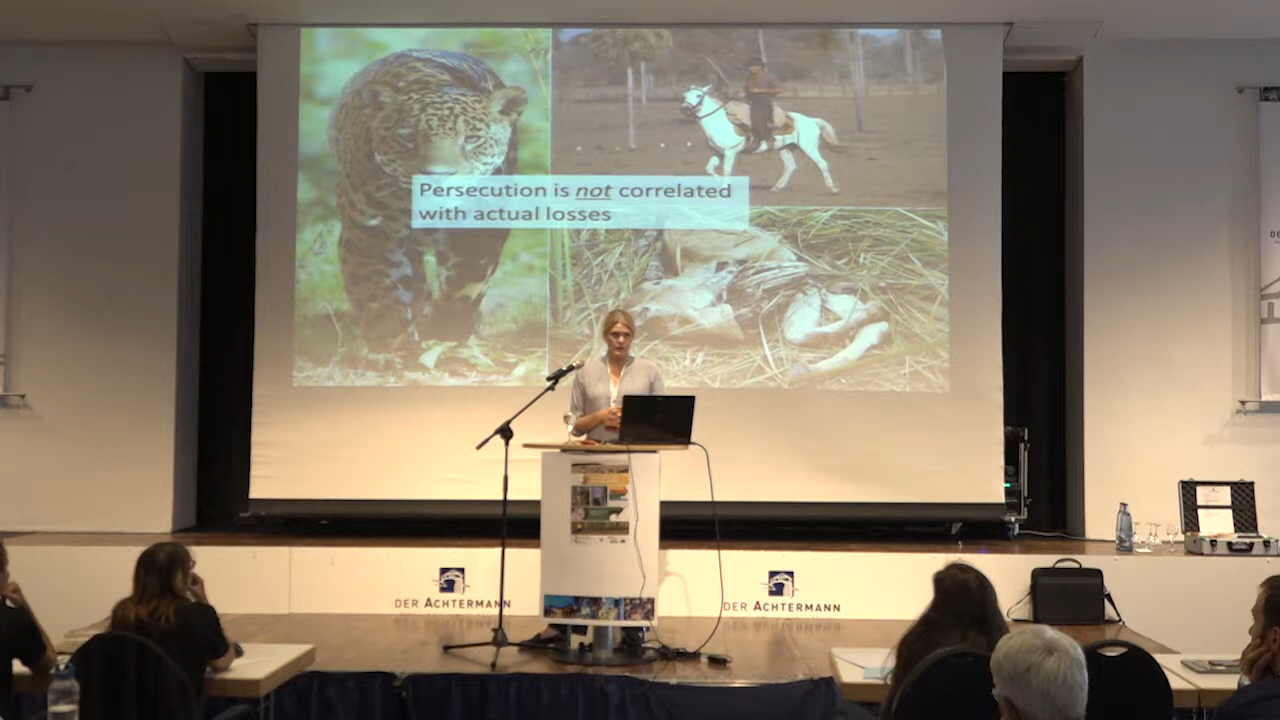 Persecution is not correlated
with actual losses
DER ACHTERMANN
DER ACHTERMANN